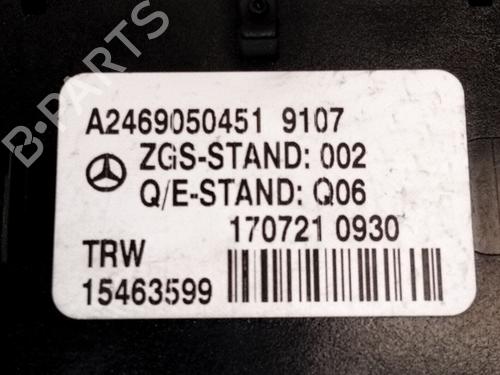 B-PARTS
A2469050451 9107
ZGS-STAND: 002
Q/E-STAND: Q06
170721 0930
TRW
15463599